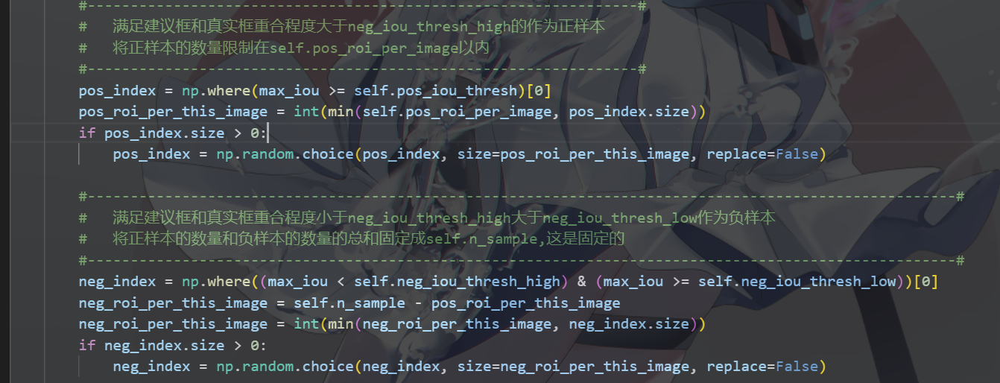 #----------------------------------------------------------------#
#   满足建议框和真实框重合程度大于neg_iou_thresh_high的作为正样本
#   将正样本的数量限制在self.pos_roi_per_image以内
#----------------------------------------------------------------#
pos_index = np.where(max_iou >= self.pos_iou_thresh)[0]
pos_roi_per_this_image = int(min(self.pos_roi_per_image, pos_index.size))
if pos_index.size > 0:
    pos_index = np.random.choice(pos_index, size=pos_roi_per_this_image, replace=False)
#-----------------------------------------------------------------------------------------------------#
#   满足建议框和真实框重合程度小于neg_iou_thresh_high大于neg_iou_thresh_low作为负样本
#   将正样本的数量和负样本的数量的总和固定成self.n_sample,这是固定的
#-----------------------------------------------------------------------------------------------------#
neg_index = np.where((max_iou < self.neg_iou_thresh_high) & (max_iou >= self.neg_iou_thresh_low))[0]
neg_roi_per_this_image = self.n_sample - pos_roi_per_this_image
neg_roi_per_this_image = int(min(neg_roi_per_this_image, neg_index.size))
if neg_index.size > 0:
    neg_index = np.random.choice(neg_index, size=neg_roi_per_this_image, replace=False)